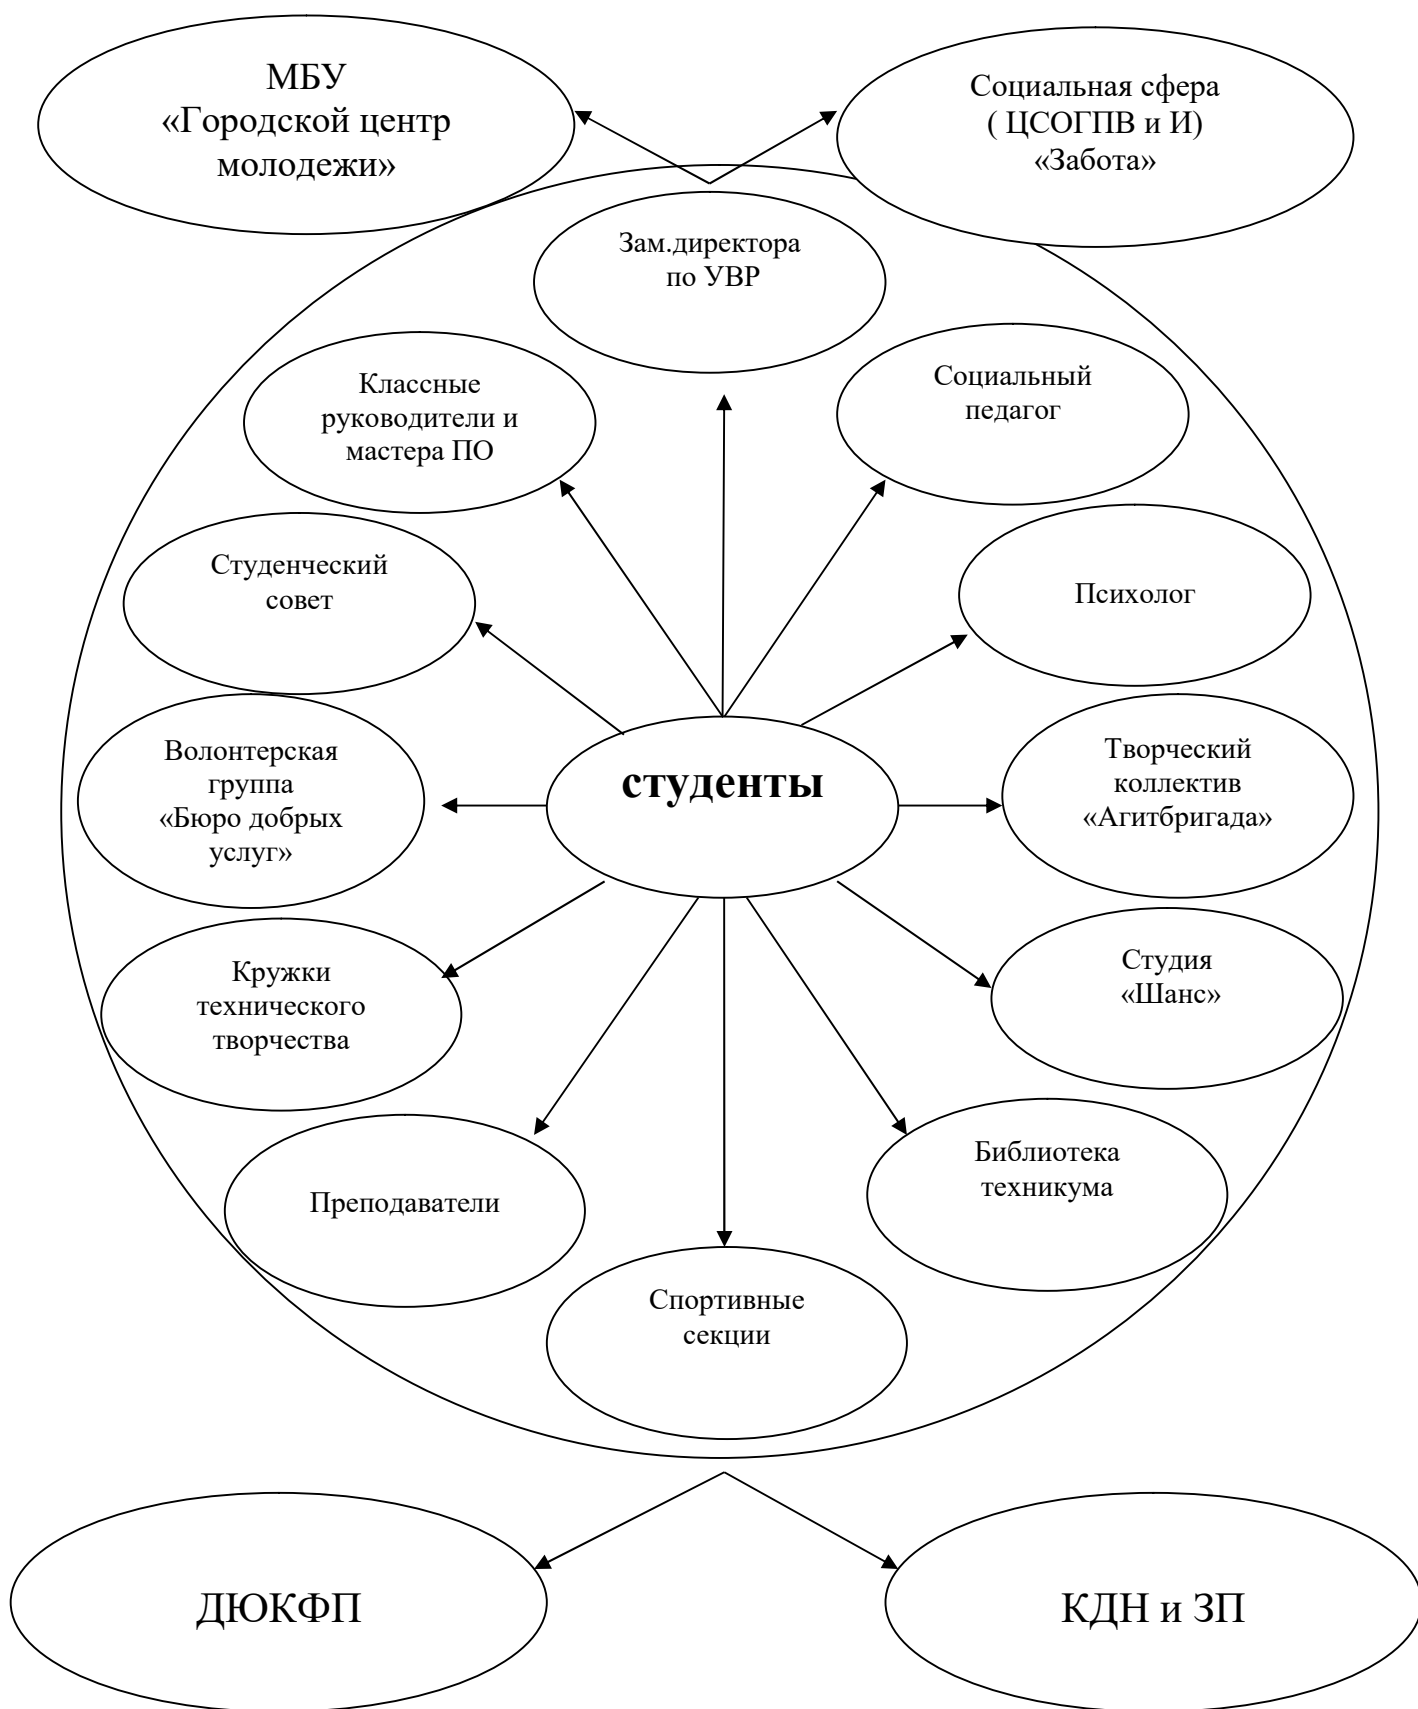 МБУ
«Городской центр
молодежи»
Социальная сфера
( ЦСОГПВ и И)
«Забота»
Зам.директора
по УВР
Классные
руководители и
мастера ПО
Социальный
педагог
Студенческий
совет
Психолог
Волонтерская
группа
«Бюро добрых
услуг»
студенты
Творческий
коллектив
«Агитбригада»
Кружки
технического
творчества
Студия
«Шанс»
Преподаватели
Библиотека
техникума
Спортивные
секции
ДЮКФП
КДН и ЗП